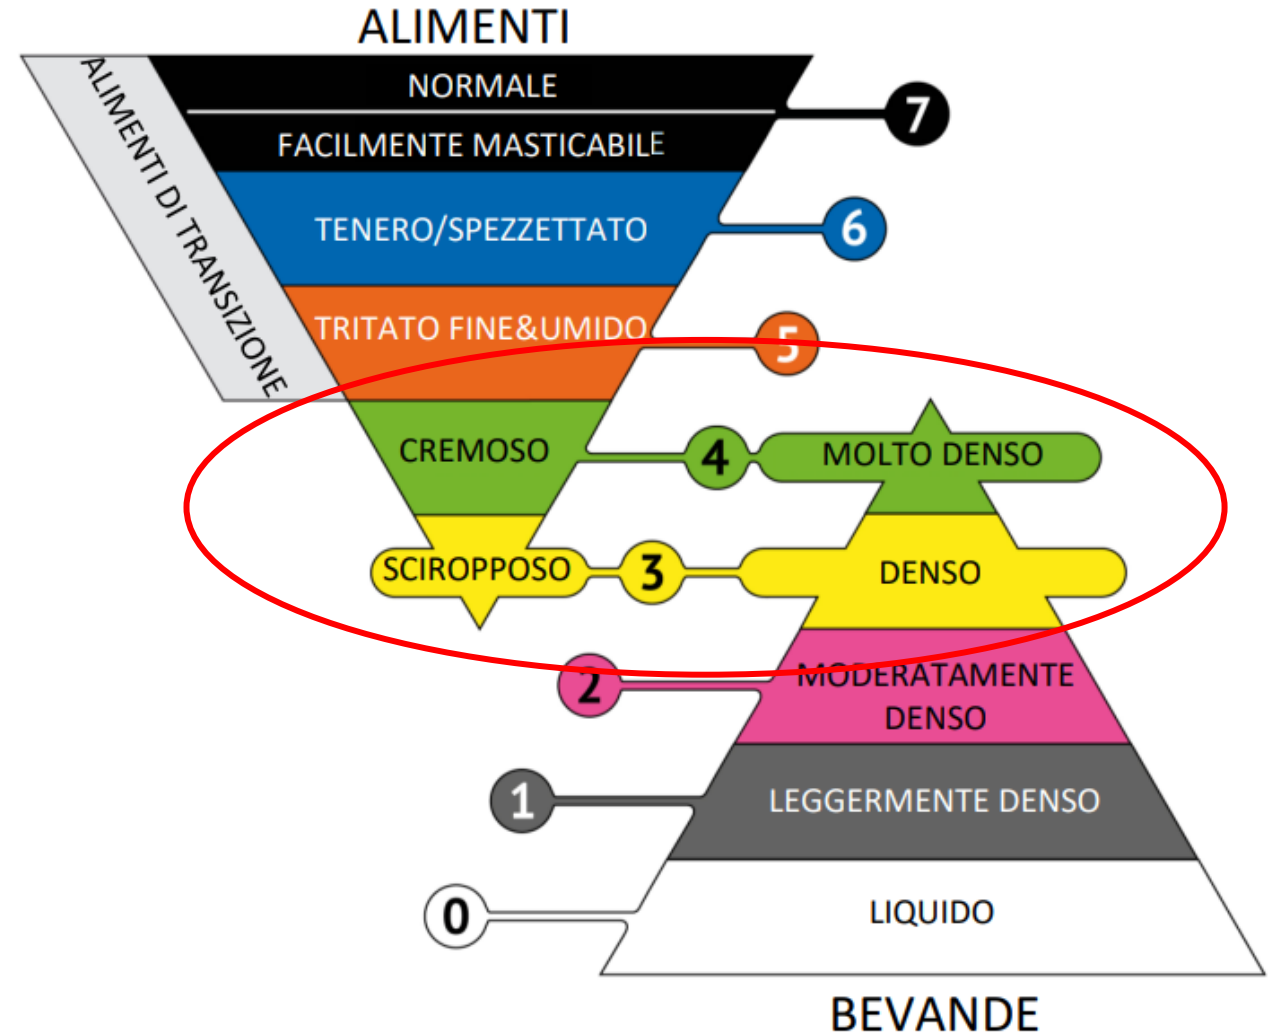 ALIMENTI
ALIMENTI DI TRANSIZIONE
NORMALE
FACILMENTE MASTICABILE
7
TENERO/SPEZZETTATO
6
TRITATO FINE&UMIDO
5
CREMOSO
4
MOLTO DENSO
SCIROPPOSO
3
DENSO
2
MODERATAMENTE
DENSO
1
LEGGERMENTE DENSO
0
LIQUIDO
BEVANDE